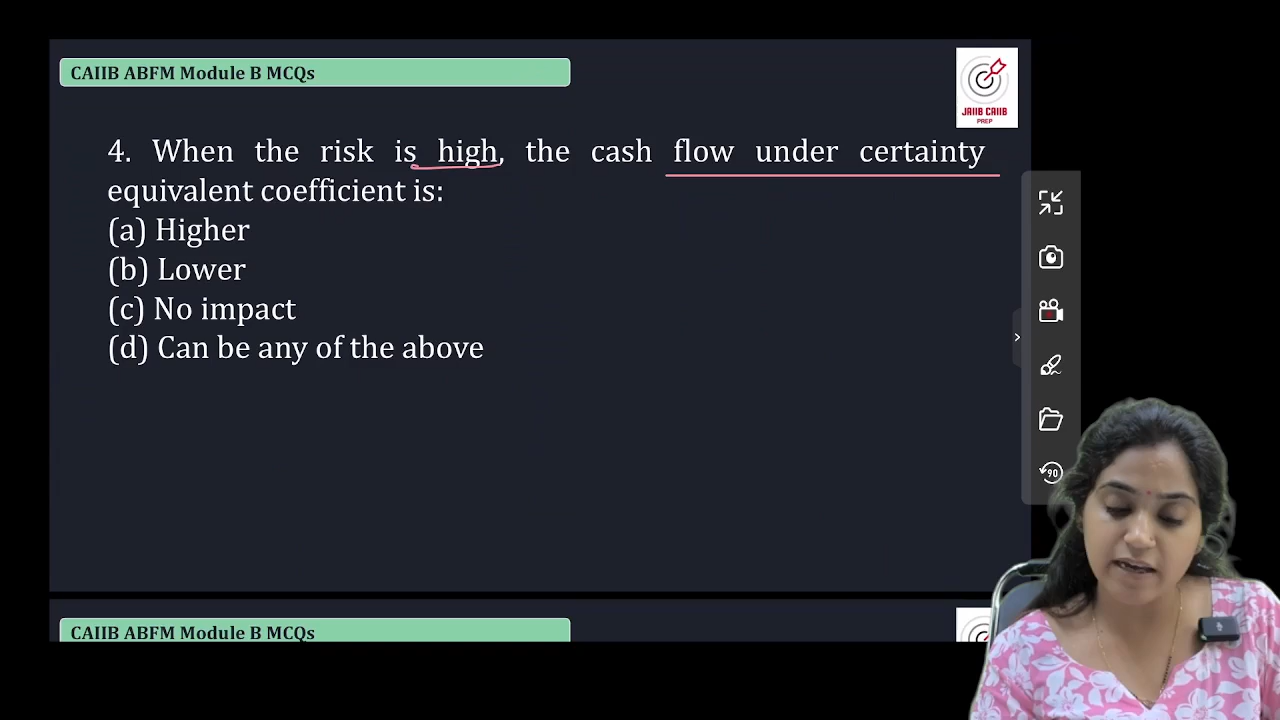 CAIIB ABFM Module B MCQs
JAIIB CAIIB
PREP
4. When the risk is high, the cash flow under certainty
equivalent coefficient is:
(a) Higher
(b) Lower
(c) No impact
(d) Can be any of the above
90
CAIIB ABFM Module B MCQs